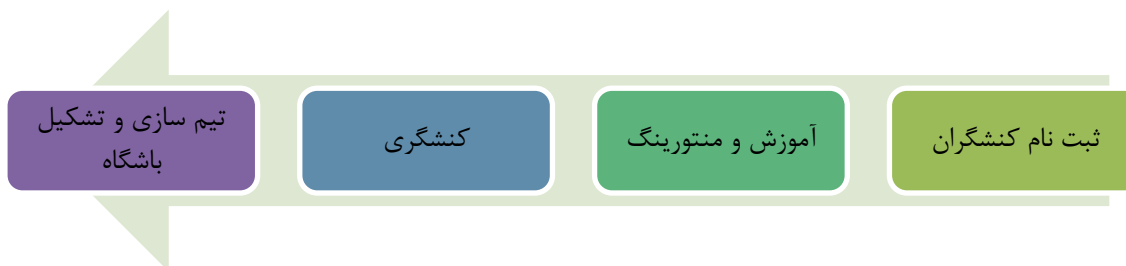 ثبت نام کنشگران
آموزش و منتورینگ
کنشگری
تیم سازی و تشکیل
باشگاه